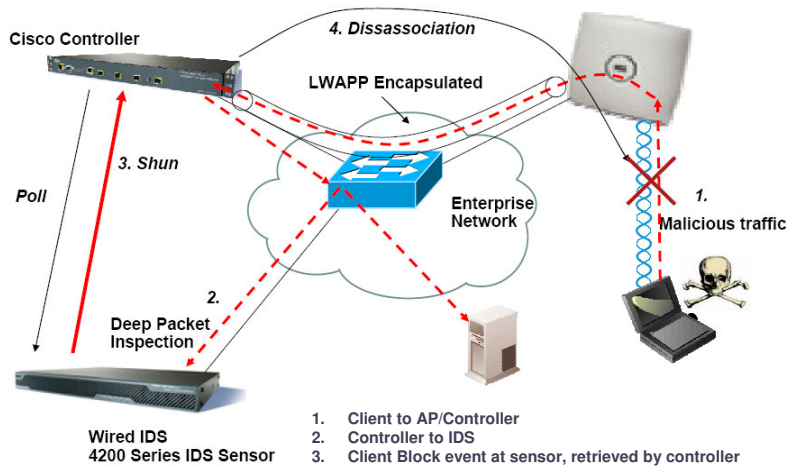 4. Dissassociation
Cisco Controller
LWAPP Encapsulated
3. Shun
Poll
Enterprise
Network
1.
Malicious traffic
2.
Deep Packet
Inspection
Wired IDS
4200 Series IDS Sensor
1. Client to AP/Controller
2. Controller to IDS
3. Client Block event at sensor, retrieved by controller